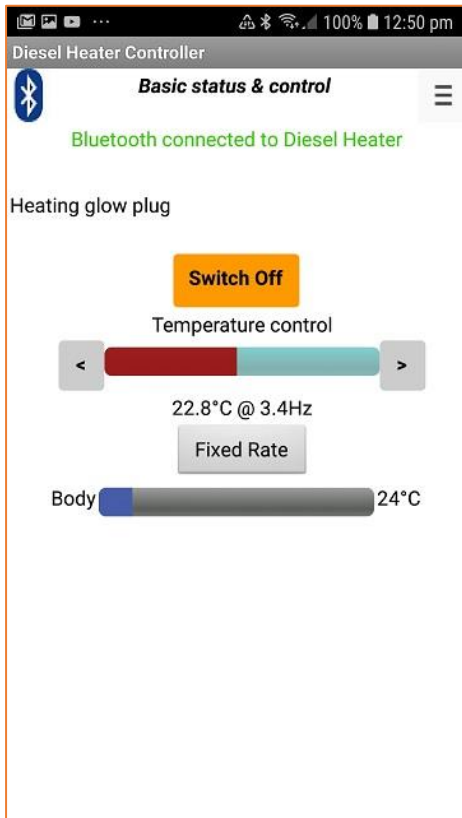 100% 12:50 pm
Diesel Heater Controller
Basic status & control
Bluetooth connected to Diesel Heater
Heating glow plug
Switch Off
Temperature control
< >
22.8°C @ 3.4Hz
Fixed Rate
Body 24°C